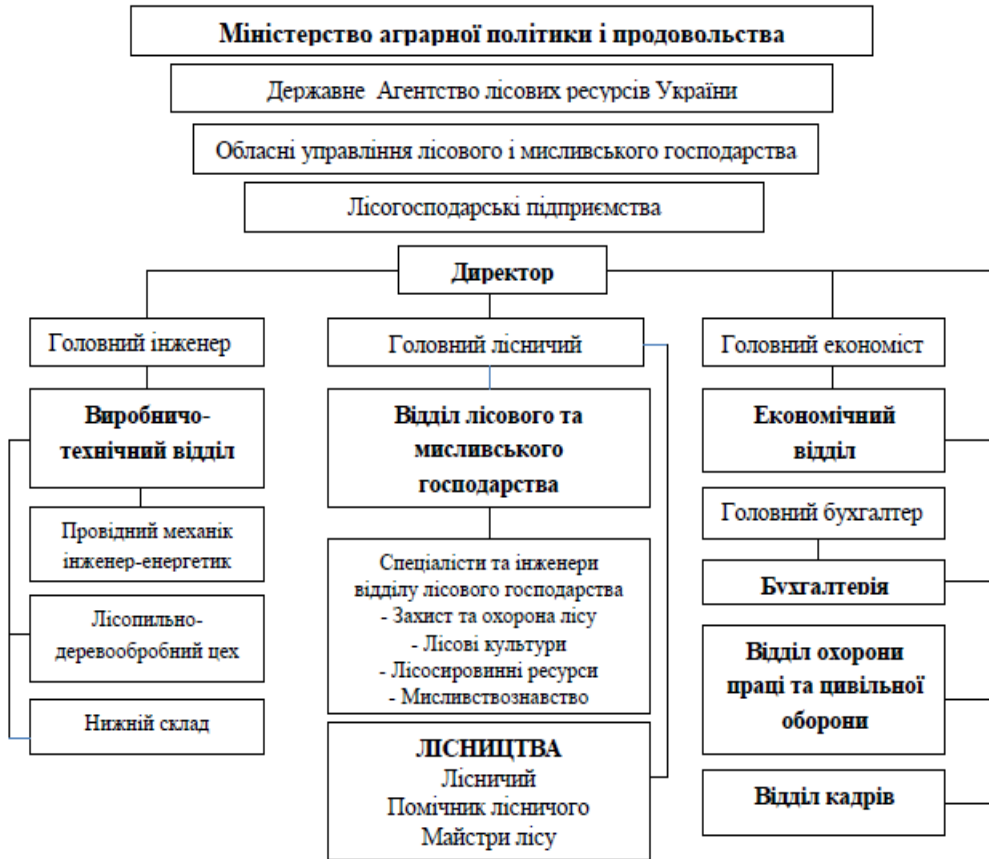 Міністерство аграрної політики і продовольства
Державне Агентство лісових ресурсів України
Обласні управління лісового і мисливського господарства
Лісогосподарські підприємства
Директор
Головний інженер
Виробничо-
технічний відділ
Провідний механік
інженер-енергетик
Лісопильно-
деревообробний цех
Нижній склад
Головний лісничий
Відділ лісового та
мисливського
господарства
Спеціалісти та інженери
відділу лісового господарства
- Захист та охорона лісу
- Лісові культури
- Лісосировинні ресурси
- Мисливствознавство
ЛІСНИЦТВА
Лісничий
Помічник лісничого
Майстри лісу
Головний економіст
Економічний
відділ
Головний бухгалтер
Бухгалтерія
Відділ охорони
праці та цивільної
оборони
Відділ кадрів